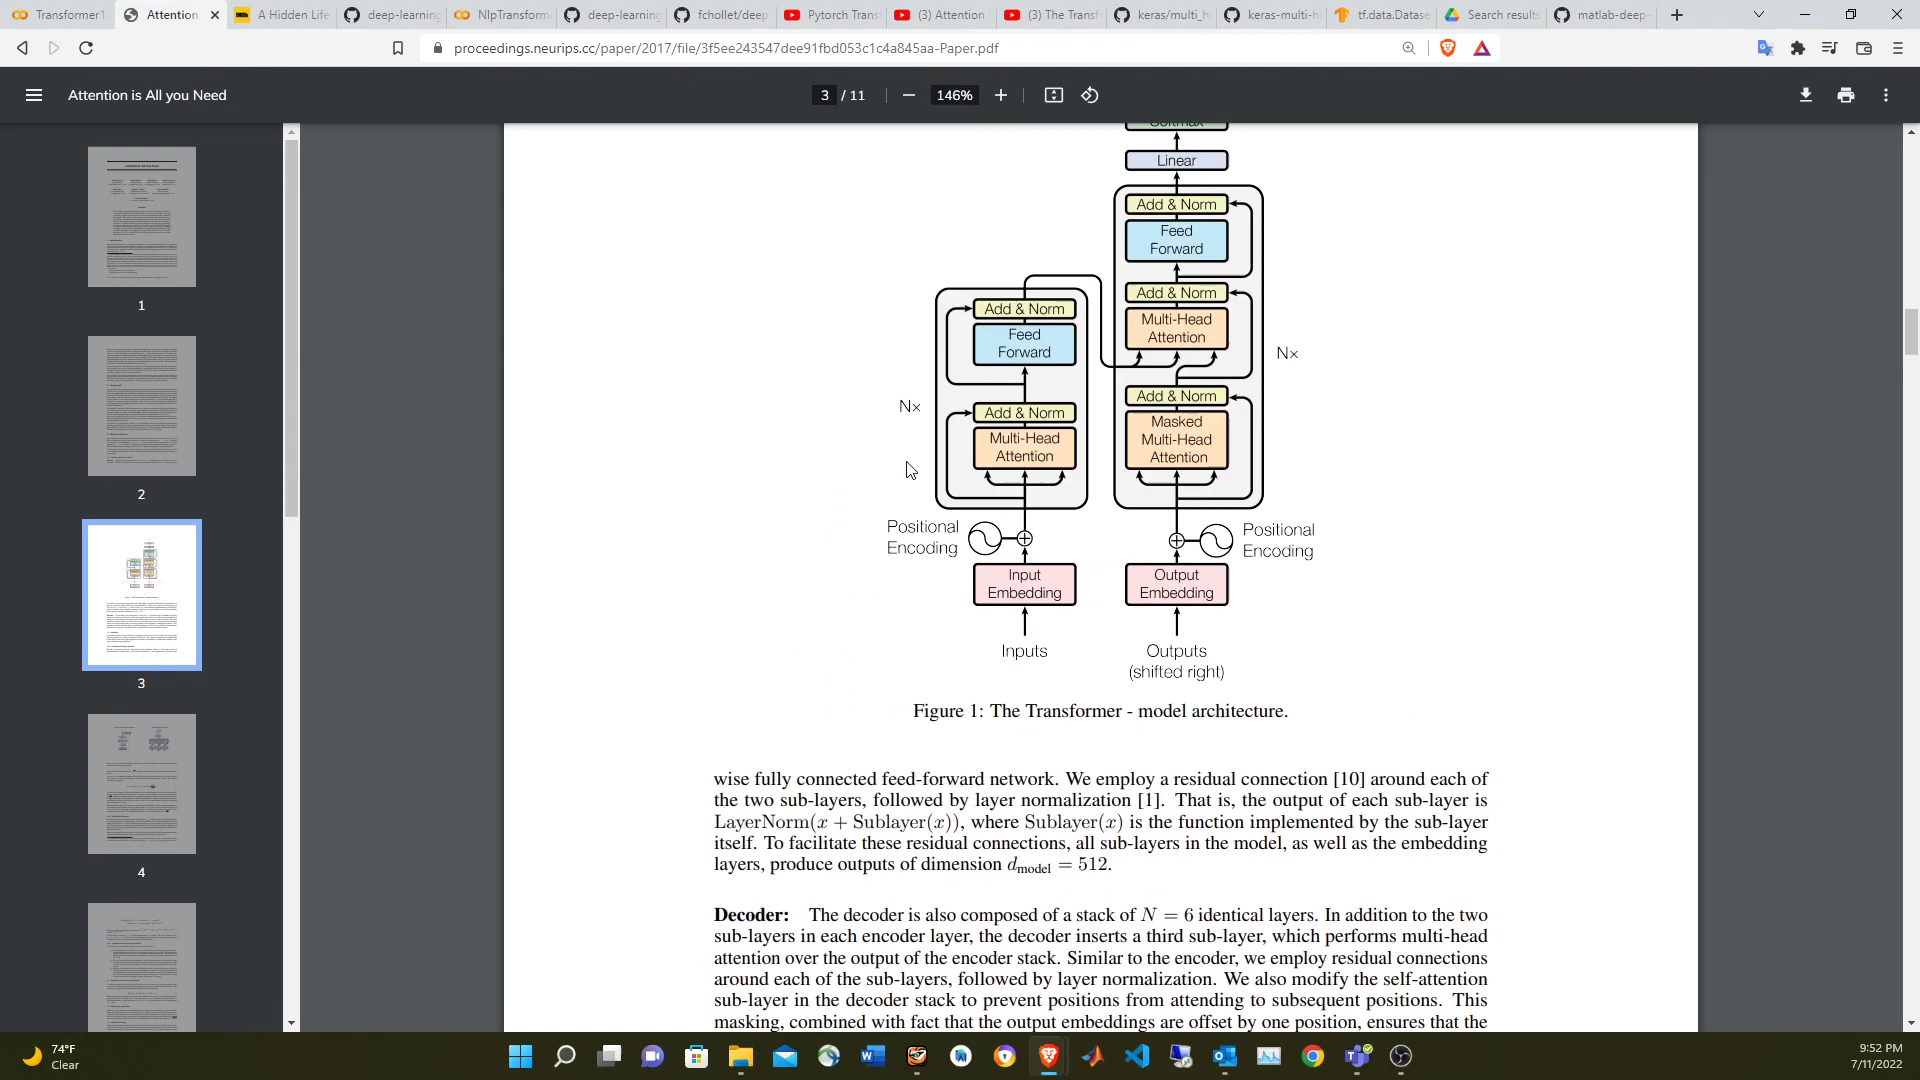 Transformer1.
Attention
A Hidden Life
deep-learning
NlpTransform
deep-learning
fchollet/deep
Pytorch Trans
(3) Attention
(3) The Transf
keras/multi_h
keras-multi-h
tf.data.Datase
Search results
matlab-deep-
proceedings.neurips.cc/paper/2017/file/3f5ee243547dee91fbd053c1c4a845aa-Paper.pdf
Attention is All you Need
3 / 11
146%
1
2
3
4
Softmax
Linear
Add & Norm
Feed
Forward
Add & Norm
Multi-Head
Attention
Nx
Add & Norm
Masked
Multi-Head
Attention
Add & Norm
Feed
Forward
Nx
Add & Norm
Multi-Head
Attention
Positional
Encoding
Positional
Encoding
Input
Embedding
Output
Embedding
Inputs
Outputs
(shifted right)
Figure 1: The Transformer - model architecture.
wise fully connected feed-forward network. We employ a residual connection [10] around each of
the two sub-layers, followed by layer normalization [1]. That is, the output of each sub-layer is
LayerNorm(x + Sublayer(x)), where Sublayer(x) is the function implemented by the sub-layer
itself. To facilitate these residual connections, all sub-layers in the model, as well as the embedding
layers, produce outputs of dimension dmodel = 512.
Decoder: The decoder is also composed of a stack of N = 6 identical layers. In addition to the two
sub-layers in each encoder layer, the decoder inserts a third sub-layer, which performs multi-head
attention over the output of the encoder stack. Similar to the encoder, we employ residual connections
around each of the sub-layers, followed by layer normalization. We also modify the self-attention
sub-layer in the decoder stack to prevent positions from attending to subsequent positions. This
masking, combined with fact that the output embeddings are offset by one position, ensures that the
74°F
Clear
9:52 PM
7/11/2022